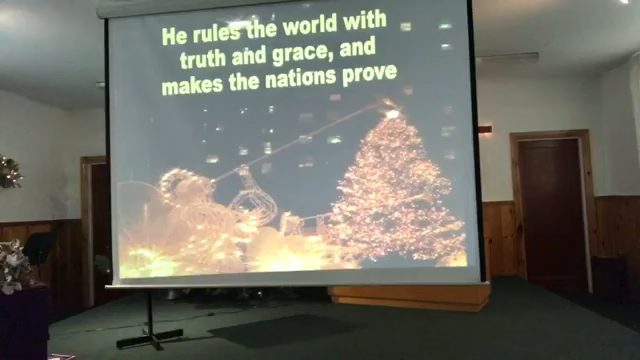 He rules the world with
truth and grace, and
makes the nations prove